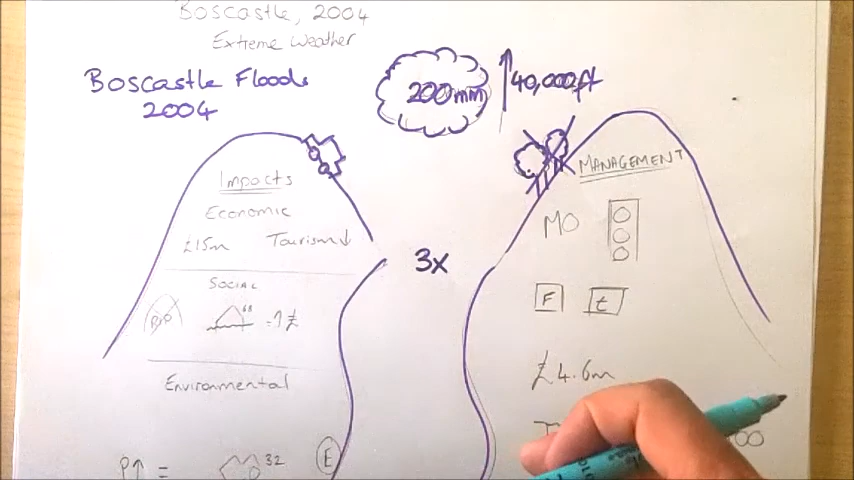 Boscastle, 2004
Extreme Weather
Boscastle Floods
2004
200mm
40,000ft
Impacts
Economic
£15m Tourism↓
SOCIAL
68
=↑£
Environmental
P↑ =
32
E
3x
MANAGEMENT
MO
F t
£4.6m